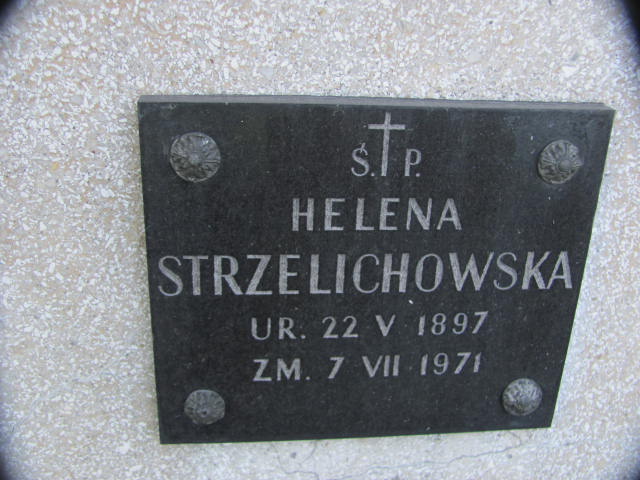 Ś. P.
HELENA
STRZELICHOWSKA
UR. 22 V 1897
ZM. 7 VII 1971